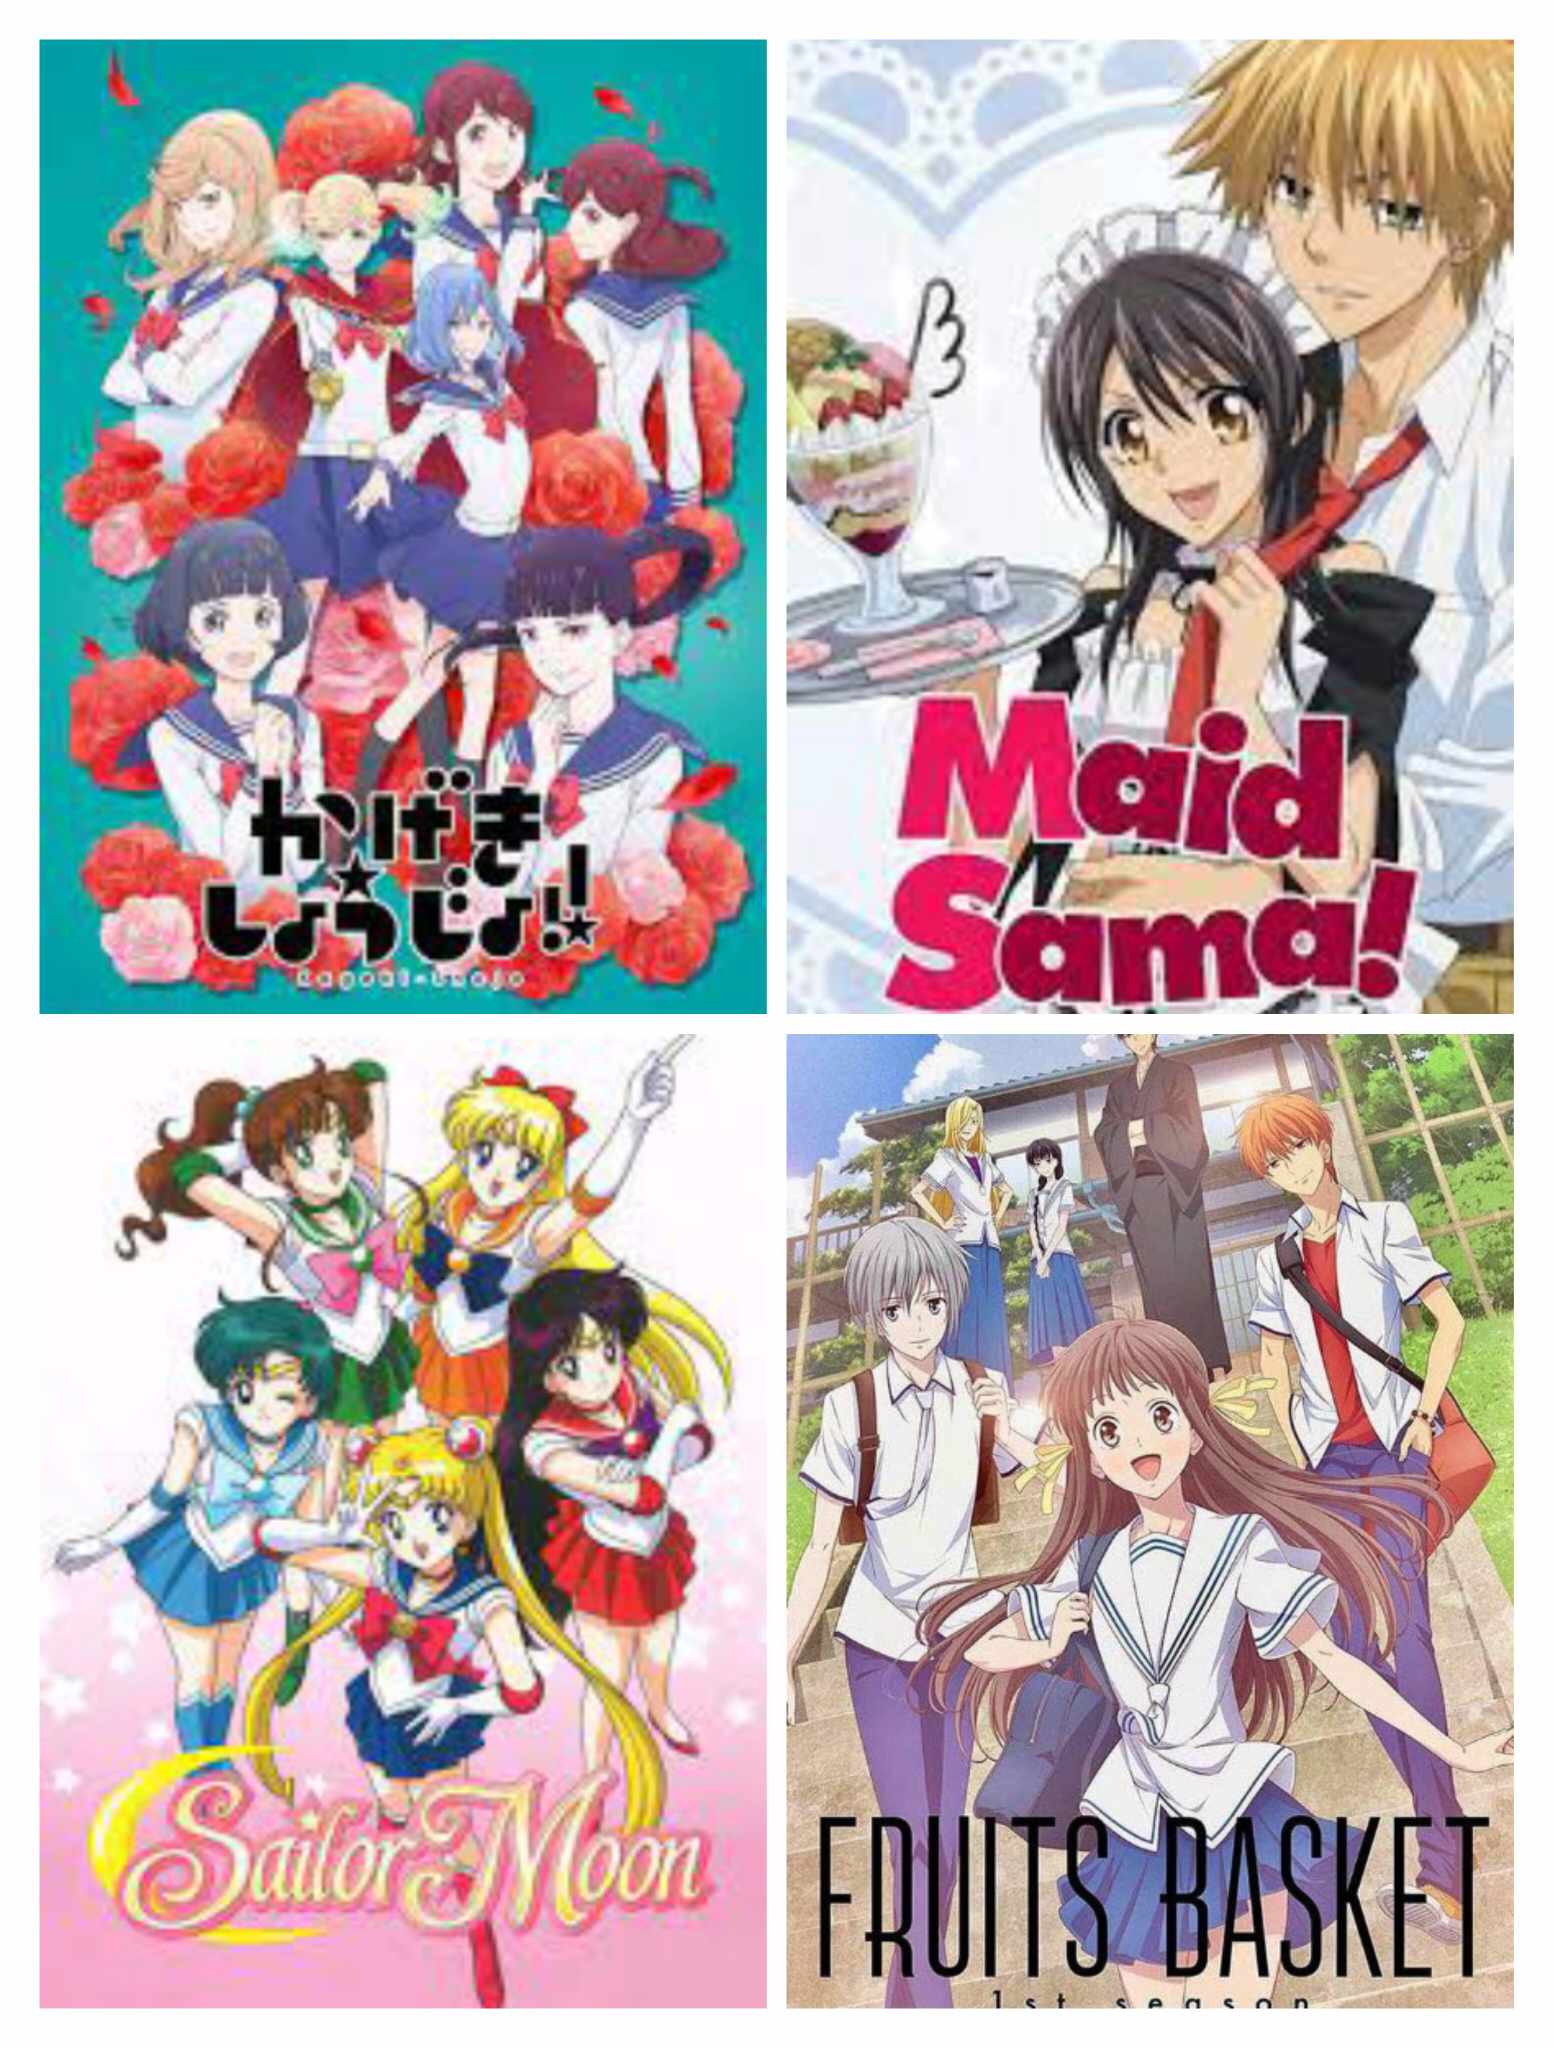 かげき
しょうじょ!!
Kageki Shojo
Maid
Sama!
Sailor Moon
FRUITS BASKET
1st season